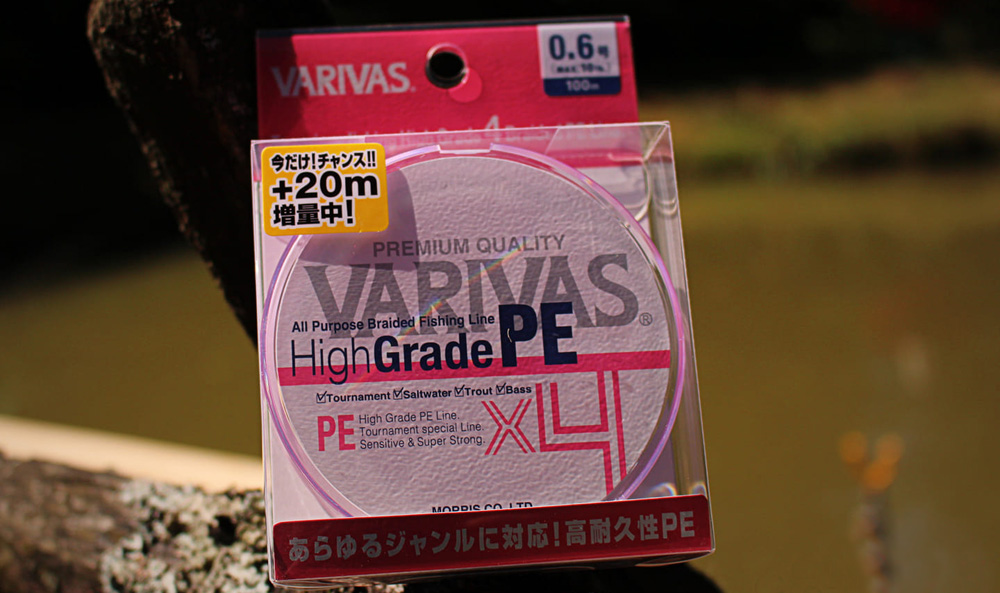 VARIVAS®
0.6号
100m
今だけ!チャンス!!
+20m
増量中!
PREMIUM QUALITY
VARIVAS®
All Purpose Braided Fishing Line
HighGradePE
☑Tournament ☑Saltwater ☑Trout ☑Bass
PE
High Grade PE Line.
Tournament special Line.
Sensitive & Super Strong.
X4
MORRIS CO.,LTD.
あらゆるジャンルに対応!高耐久性PE